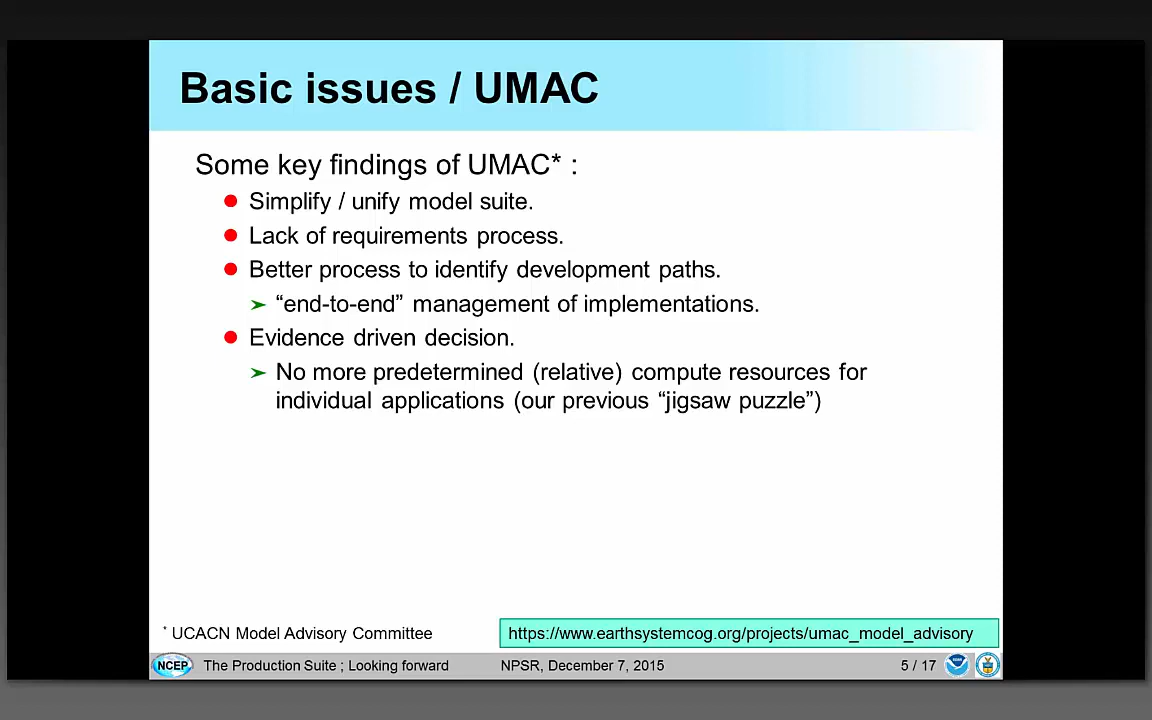 Basic issues / UMAC
Some key findings of UMAC* :
Simplify / unify model suite.
Lack of requirements process.
Better process to identify development paths.
“end-to-end” management of implementations.
Evidence driven decision.
No more predetermined (relative) compute resources for
individual applications (our previous “jigsaw puzzle”)
* UCACN Model Advisory Committee
https://www.earthsystemcog.org/projects/umac_model_advisory
NCEP The Production Suite ; Looking forward NPSR, December 7, 2015 5 / 17